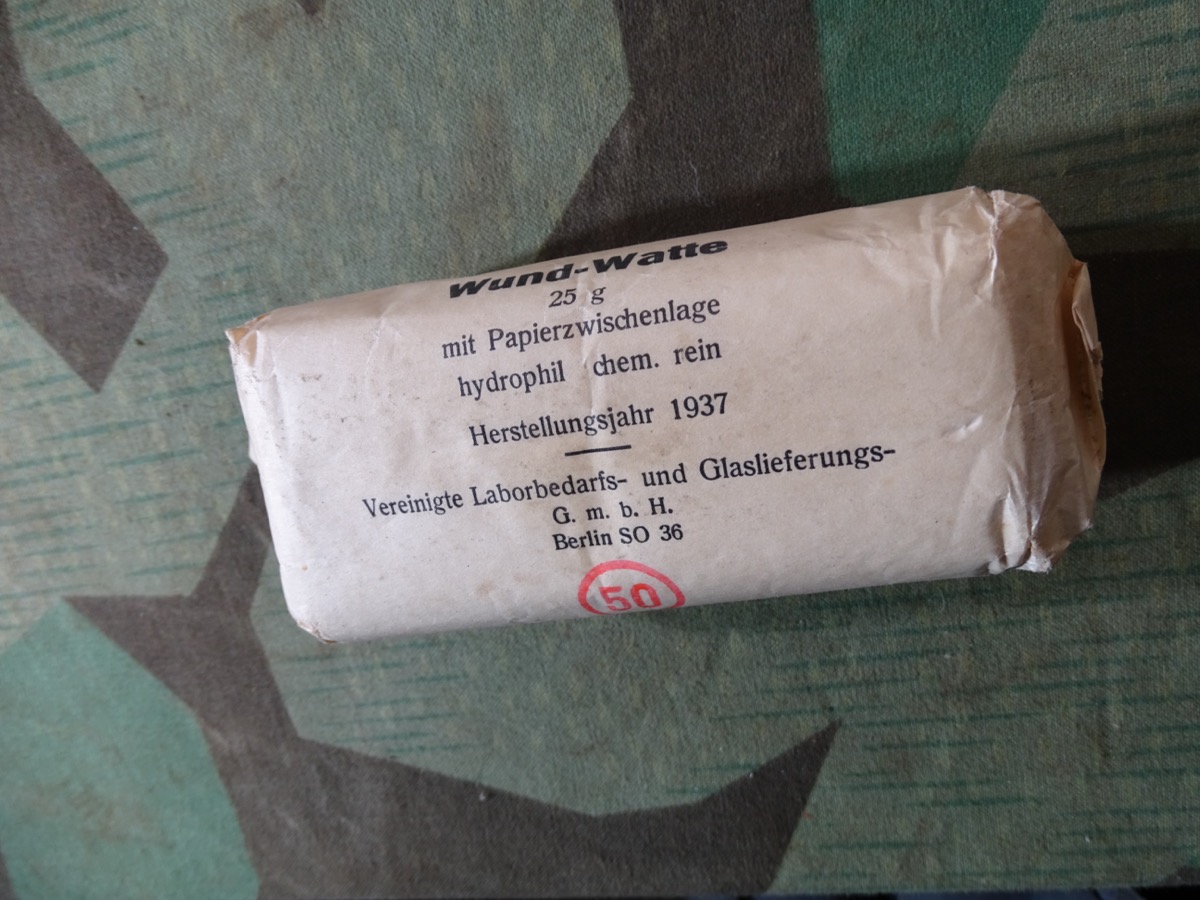 Wund-Watte
25 g
mit Papierzwischenlage
hydrophil chem. rein
Herstellungsjahr 1937
Vereinigte Laborbedarfs- und Glaslieferungs-
G. m. b. H.
Berlin SO 36
50